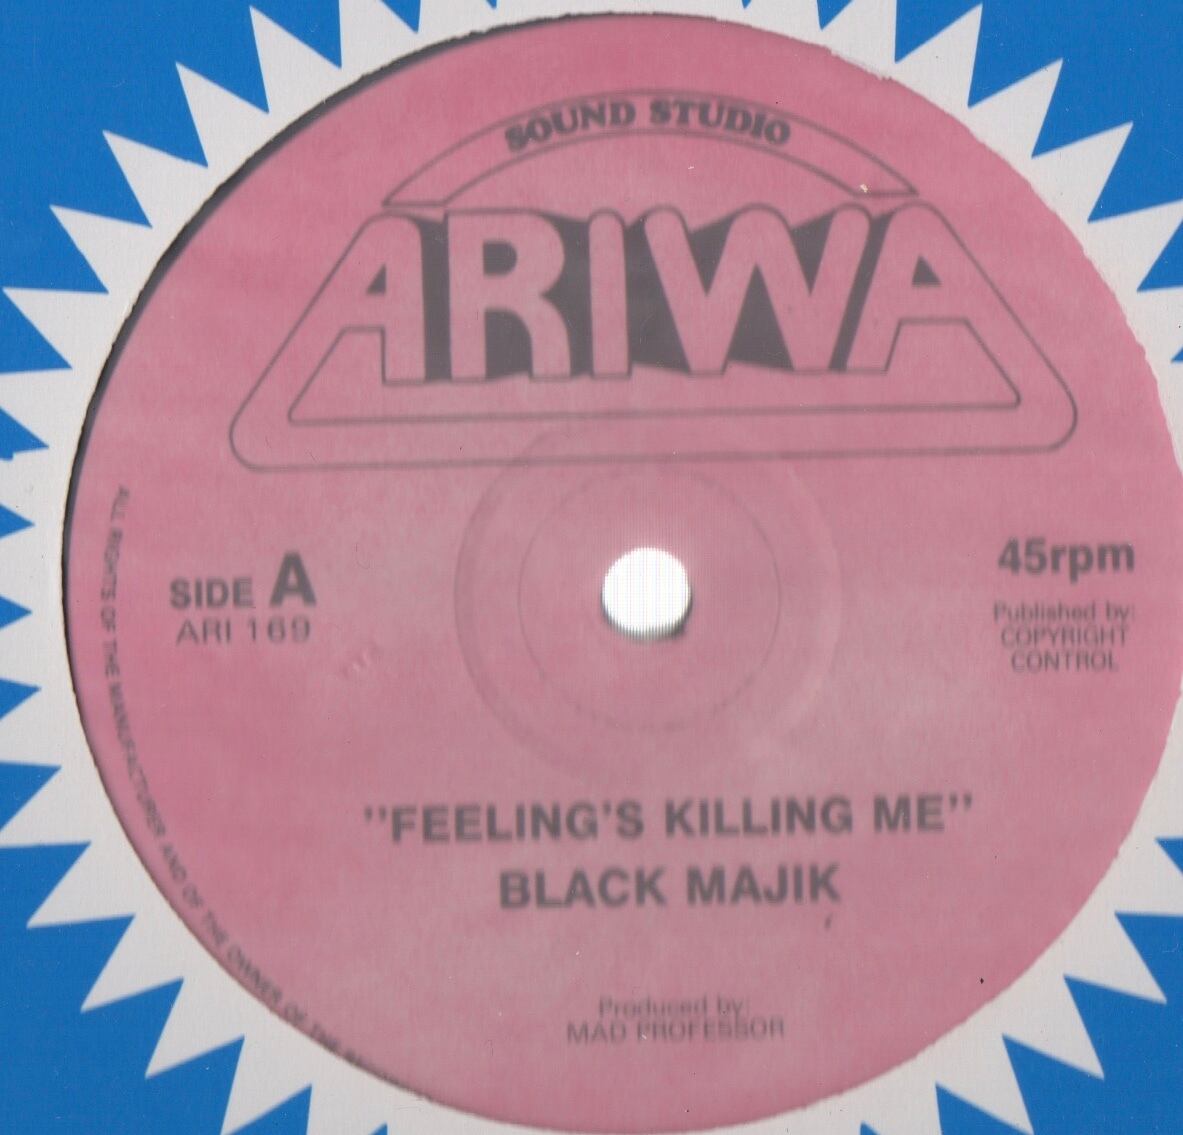 SOUND STUDIO
ARIWA
SIDE A
ARI 169
45rpm
Published by:
COPYRIGHT
CONTROL
"FEELING'S KILLING ME"
BLACK MAJIK
Produced by:
MAD PROFESSOR
ALL RIGHTS OF THE MANUFACTURER AND OF THE OWNER OF THE